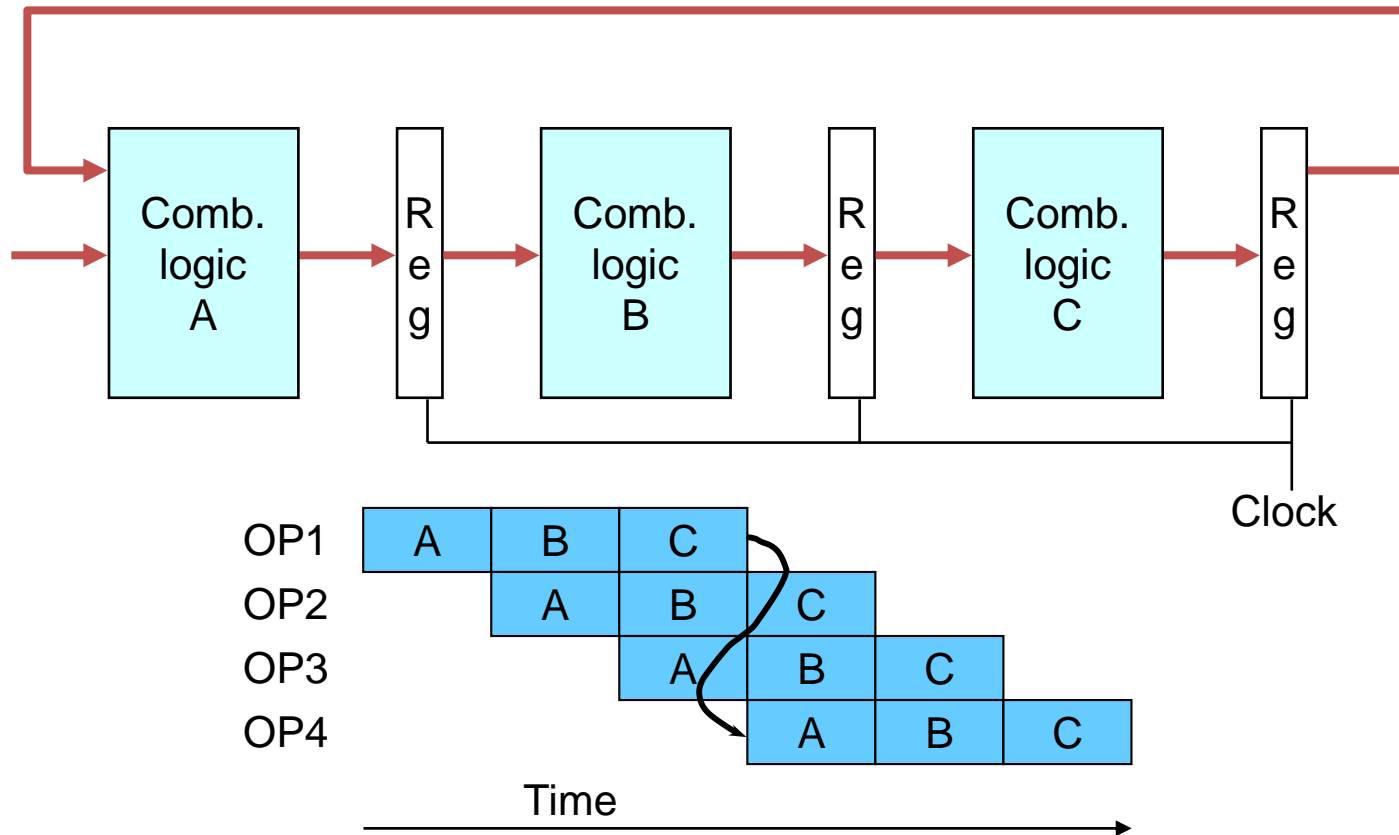 Comb.
logic
A
R
e
g
Comb.
logic
B
R
e
g
Comb.
logic
C
R
e
g
Clock
OP1 A B C
OP2 A B C
OP3 A B C
OP4 A B C
Time